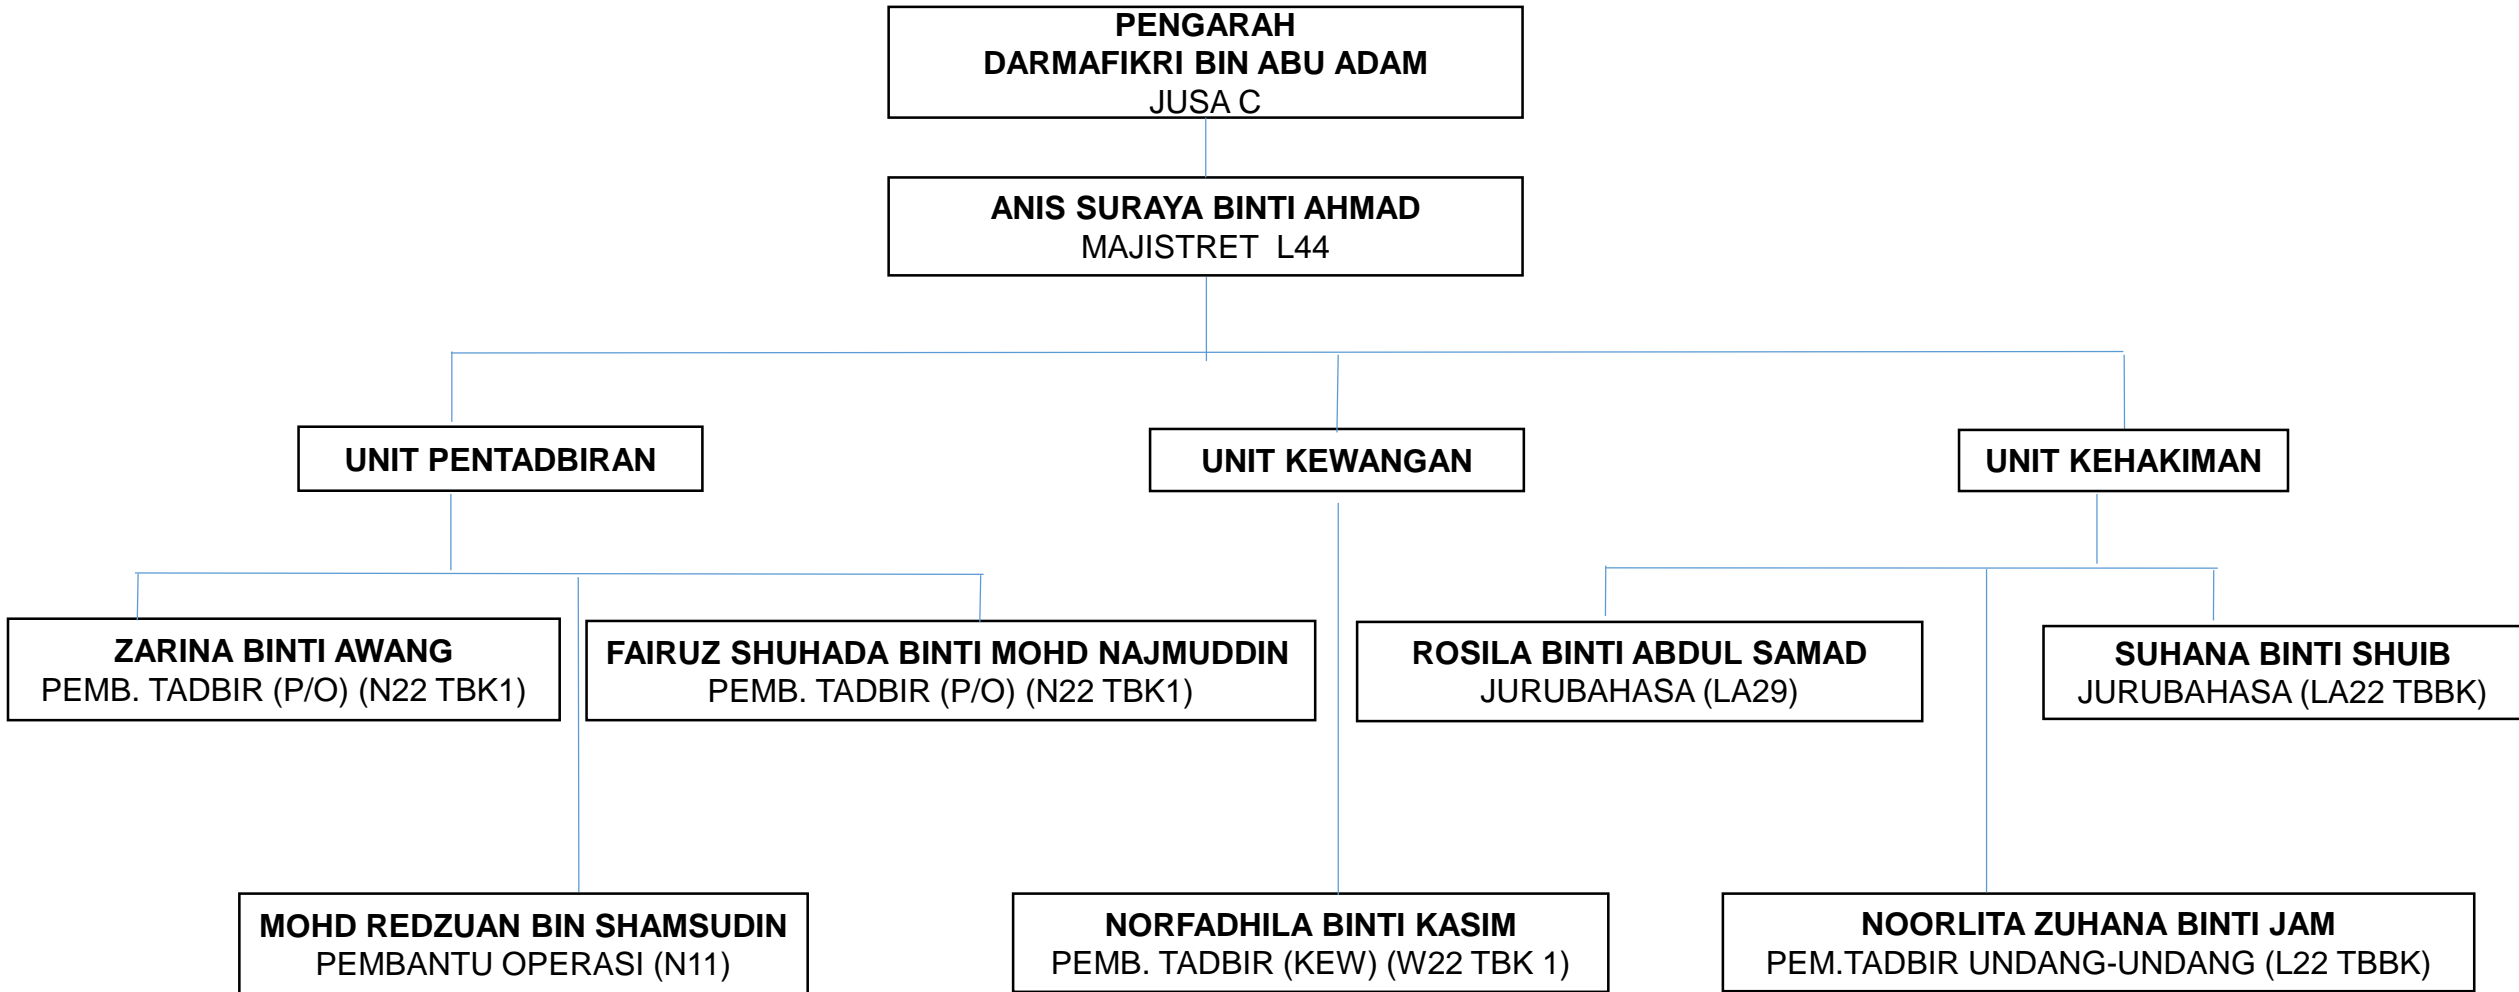 PENGARAH
DARMAFIKRI BIN ABU ADAM
JUSA C
ANIS SURAYA BINTI AHMAD
MAJISTRET L44
UNIT PENTADBIRAN
UNIT KEWANGAN
UNIT KEHAKIMAN
ZARINA BINTI AWANG
PEMB. TADBIR (P/O) (N22 TBK1)
FAIRUZ SHUHADA BINTI MOHD NAJMUDDIN
PEMB. TADBIR (P/O) (N22 TBK1)
ROSILA BINTI ABDUL SAMAD
JURUBAHASA (LA29)
SUHANA BINTI SHUIB
JURUBAHASA (LA22 TBBK)
MOHD REDZUAN BIN SHAMSUDIN
PEMBANTU OPERASI (N11)
NORFADHILA BINTI KASIM
PEMB. TADBIR (KEW) (W22 TBK 1)
NOORLITA ZUHANA BINTI JAM
PEM.TADBIR UNDANG-UNDANG (L22 TBBK)